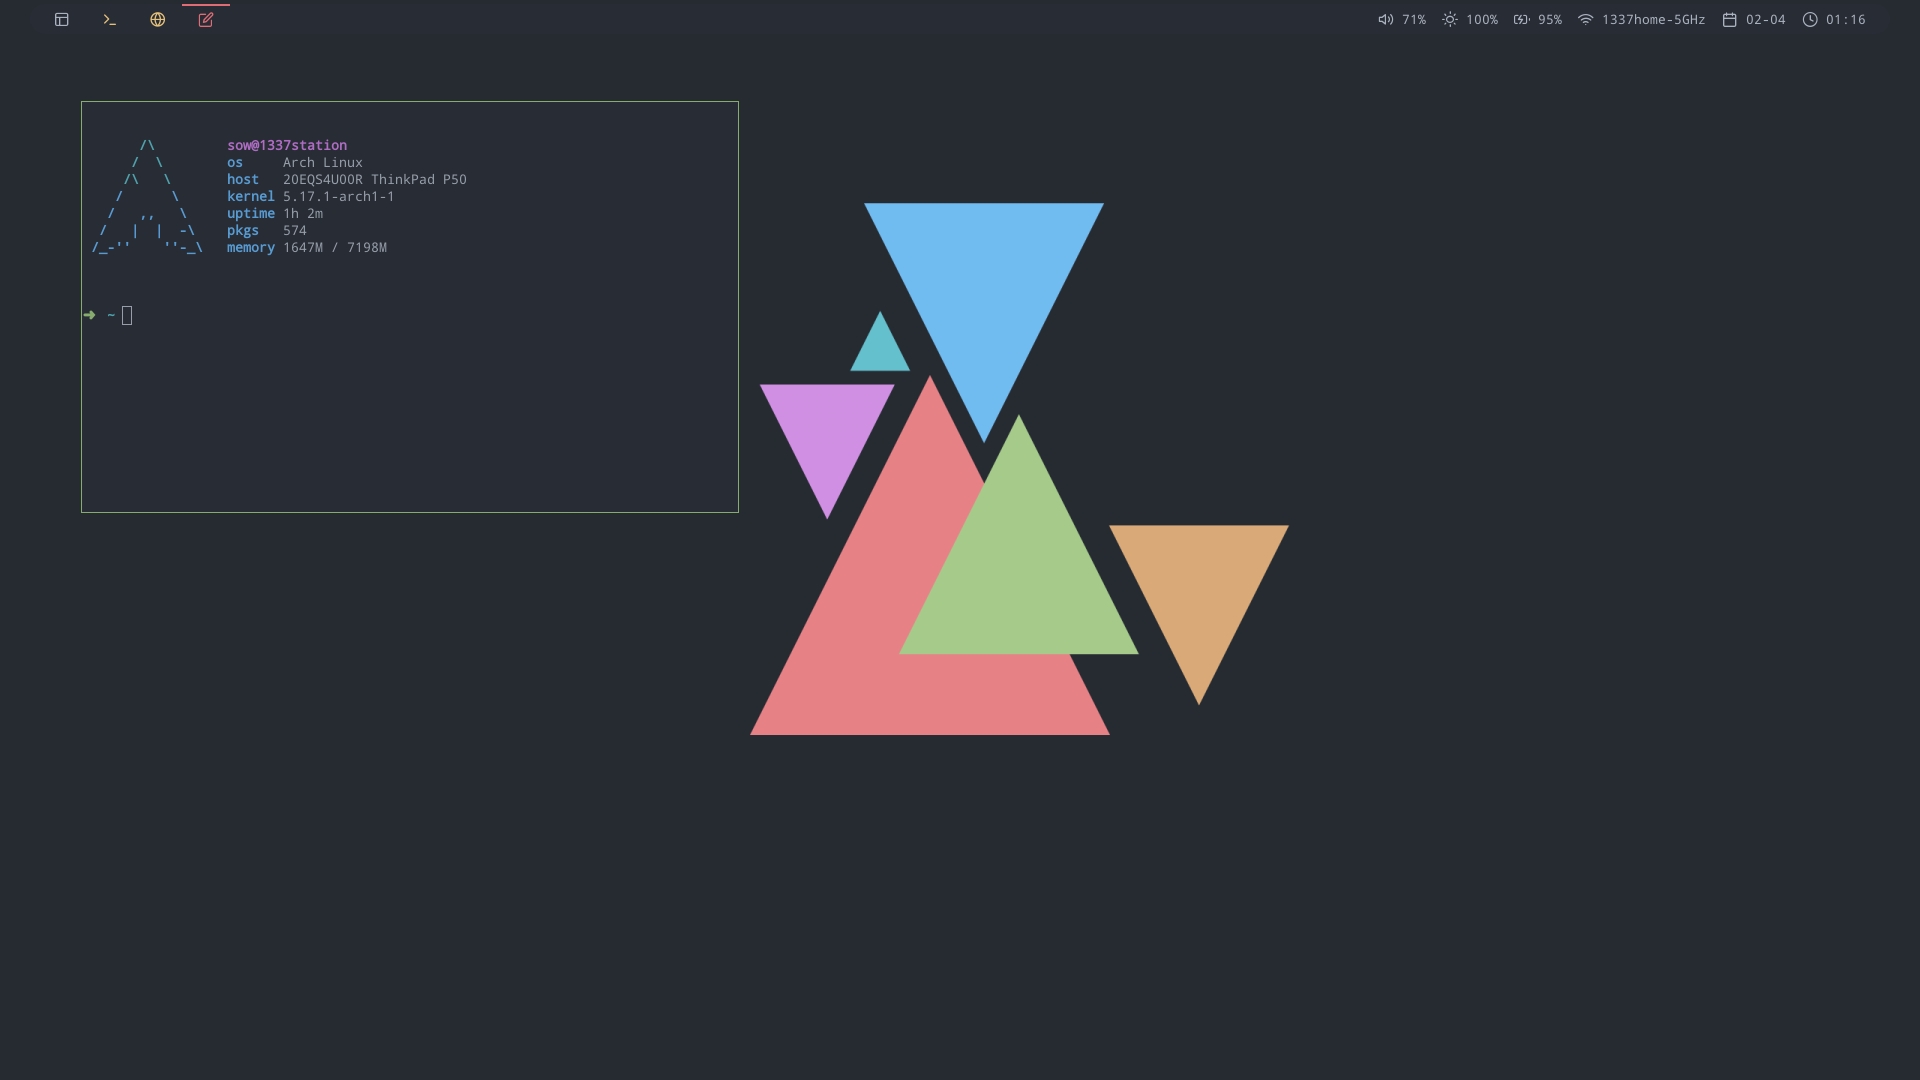 71% 100% 95% 1337home-5GHz 02-04 01:16
sow@1337station
os Arch Linux
host 20EQS4U00R ThinkPad P50
kernel 5.17.1-arch1-1
uptime 1h 2m
pkgs 574
memory 1647M / 7198M
➜ ~